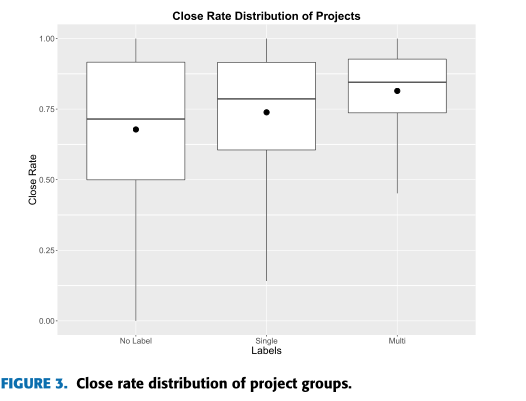 Close Rate Distribution of Projects
1.00
0.75
0.50
0.25
0.00
Close Rate
No Label Single Multi
Labels
FIGURE 3. Close rate distribution of project groups.